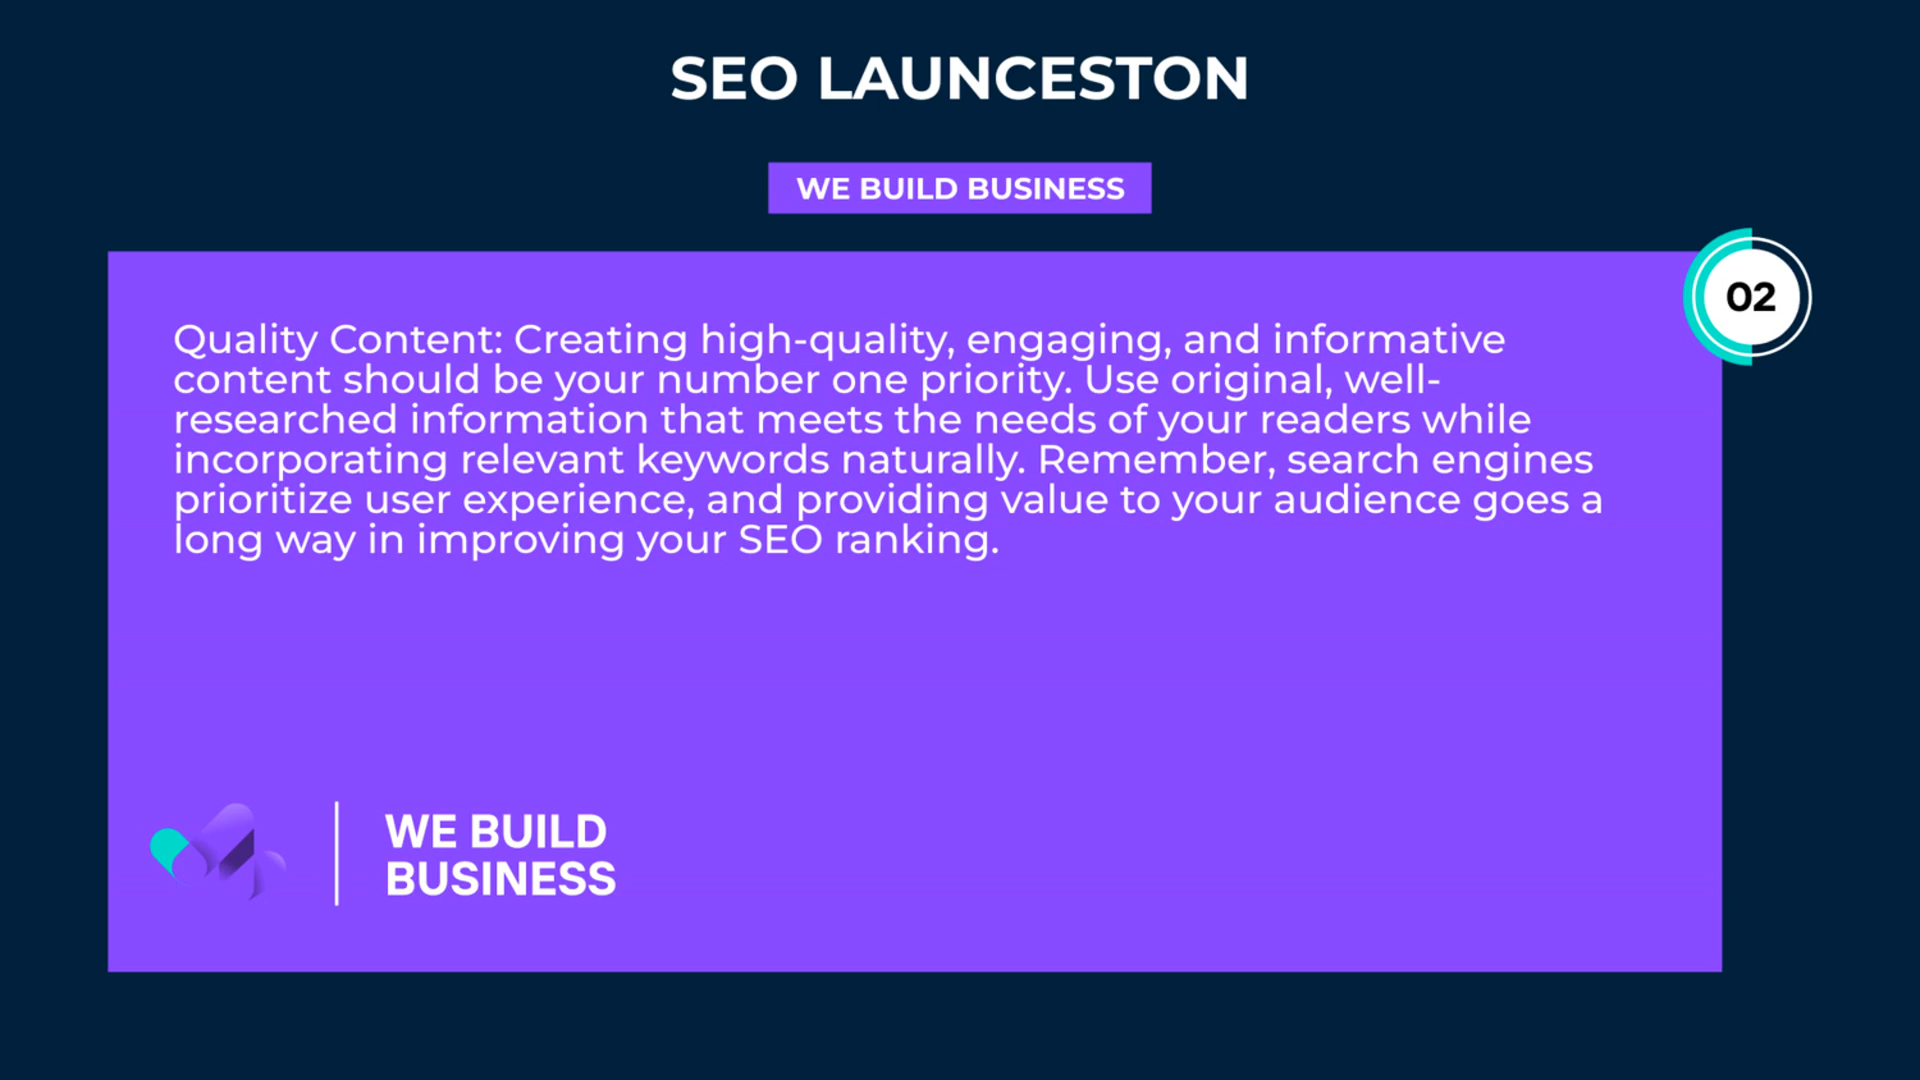 SEO LAUNCESTON
WE BUILD BUSINESS
02
Quality Content: Creating high-quality, engaging, and informative
content should be your number one priority. Use original, well-
researched information that meets the needs of your readers while
incorporating relevant keywords naturally. Remember, search engines
prioritize user experience, and providing value to your audience goes a
long way in improving your SEO ranking.
WE BUILD
BUSINESS